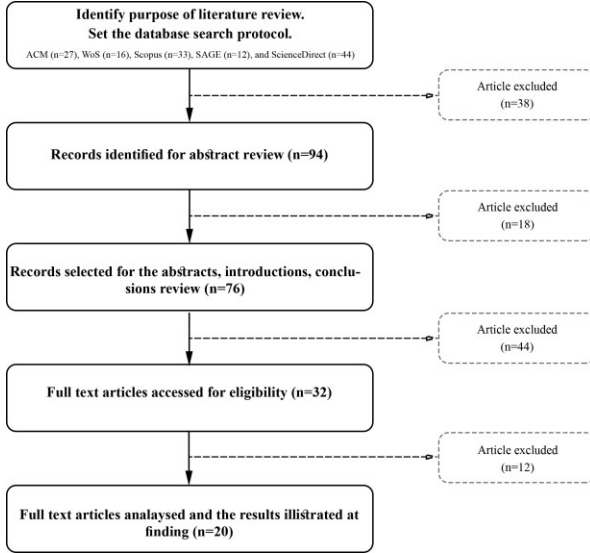 Identify purpose of literature review.
Set the database search protocol.
ACM (n=27), WoS (n=16), Scopus (n=33), SAGE (n=12), and ScienceDirect (n=44)
Article excluded
(n=38)
Records identified for abstract review (n=94)
Article excluded
(n=18)
Records selected for the abstracts, introductions, conclu-
sions review (n=76)
Article excluded
(n=44)
Full text articles accessed for eligibility (n=32)
Article excluded
(n=12)
Full text articles analaysed and the results illistrated at
finding (n=20)